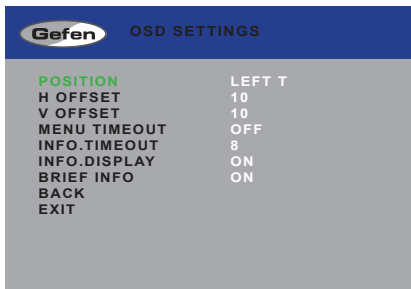 Gefen OSD SETTINGS
POSITION LEFT T
H OFFSET 10
V OFFSET 10
MENU TIMEOUT OFF
INFO.TIMEOUT 8
INFO.DISPLAY ON
BRIEF INFO ON
BACK
EXIT